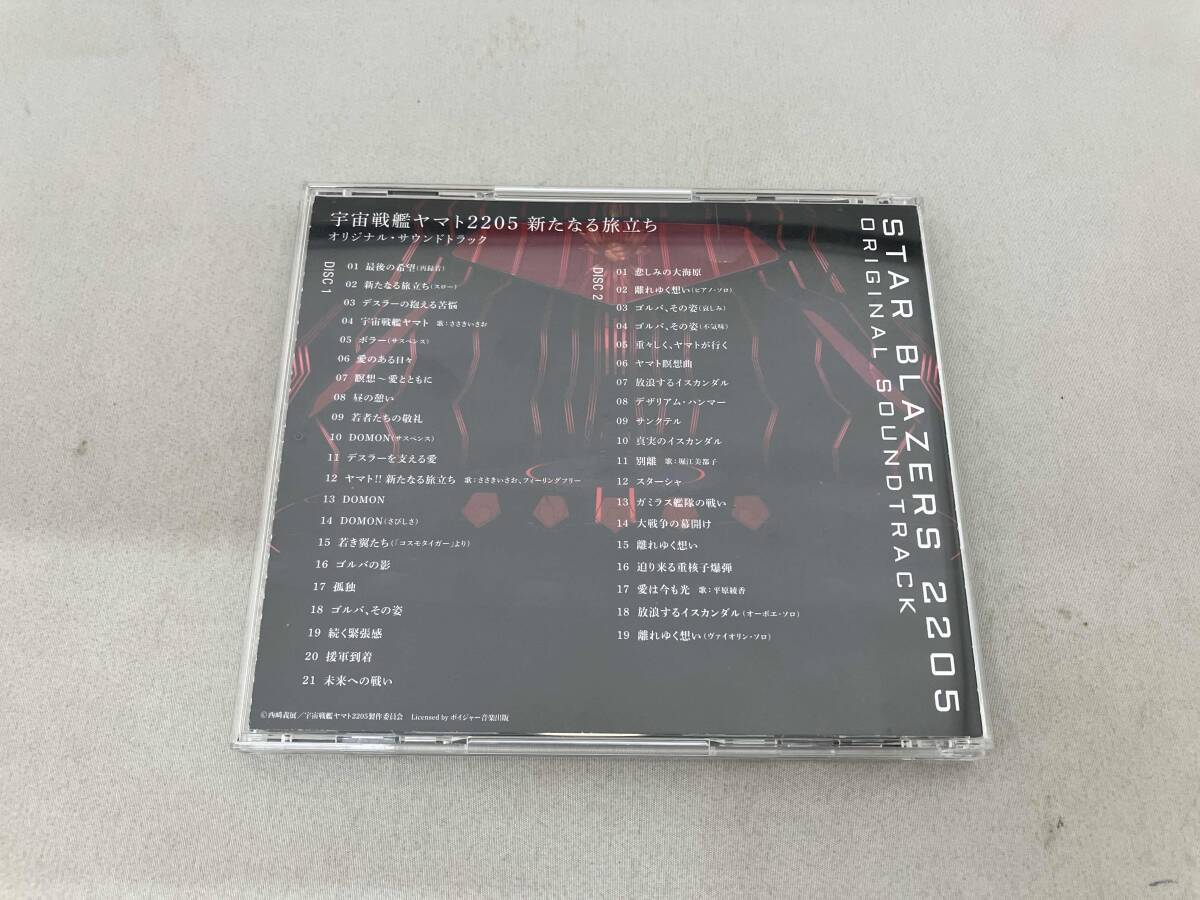 宇宙戦艦ヤマト2205 新たなる旅立ち
オリジナル・サウンドトラック
DISC 1
01 最後の希望(再録音)
02 新たなる旅立ち(スロー)
03 デスラーの抱える苦悩
04 宇宙戦艦ヤマト 歌:ささきいさお
05 ボラー(サスペンス)
06 愛のある日々
07 瞑想~愛とともに
08 昼の憩い
09 若者たちの敬礼
10 DOMON(サスペンス)
11 デスラーを支える愛
12 ヤマト!! 新たなる旅立ち 歌:ささきいさお、フィーリングフリー
13 DOMON
14 DOMON(さびしさ)
15 若き翼たち(「コスモタイガー」より)
16 ゴルバの影
17 孤独
18 ゴルバ、その姿
19 続く緊張感
20 援軍到着
21 未来への戦い
DISC 2
01 悲しみの大海原
02 離れゆく想い(ピアノ・ソロ)
03 ゴルバ、その姿(哀しみ)
04 ゴルバ、その姿(不気味)
05 重々しく、ヤマトが行く
06 ヤマト瞑想曲
07 放浪するイスカンダル
08 デザリアム・ハンマー
09 サンクテル
10 真実のイスカンダル
11 別離 歌:堀江美都子
12 スターシャ
13 ガミラス艦隊の戦い
14 大戦争の幕開け
15 離れゆく想い
16 迫り来る重核子爆弾
17 愛は今も光 歌:平原綾香
18 放浪するイスカンダル(オーボエ・ソロ)
19 離れゆく想い(ヴァイオリン・ソロ)
©西﨑義展/宇宙戦艦ヤマト2205製作委員会 Licensed by ボイジャー音楽出版
STAR BLAZERS 2205
ORIGINAL SOUNDTRACK